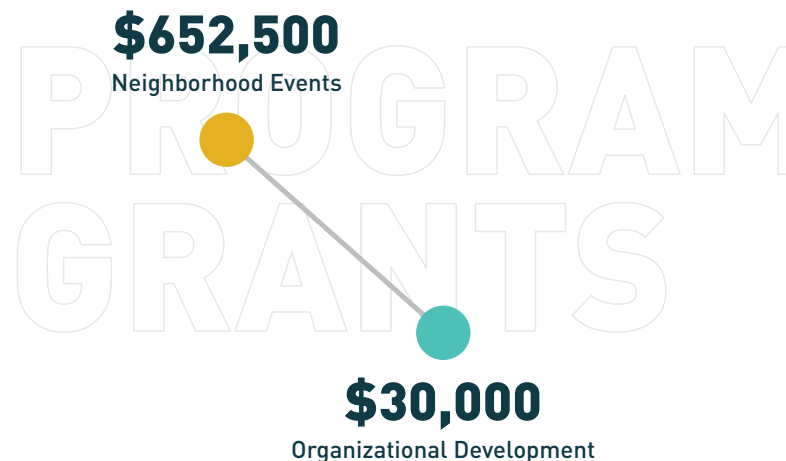 $652,500
Neighborhood Events
PROGRAM
GRANTS
$30,000
Organizational Development